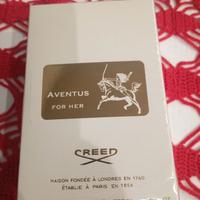 AVENTUS
FOR HER
CREED
MAISON FONDÉE À LONDRES EN 1760
ÉTABLIE À PARIS EN 1854